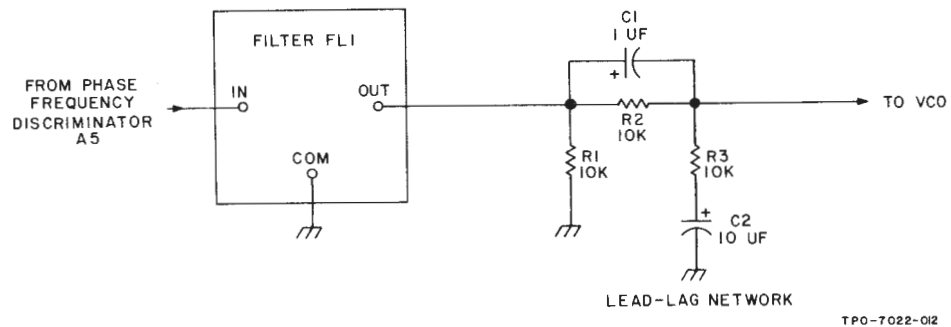 C1
1 UF
+
FILTER FL1
FROM PHASE
FREQUENCY
DISCRIMINATOR
A5
IN
OUT
TO VCO
R2
10K
COM
R1
10K
R3
10K
+
C2
10 UF
LEAD-LAG NETWORK
TPO-7022-012